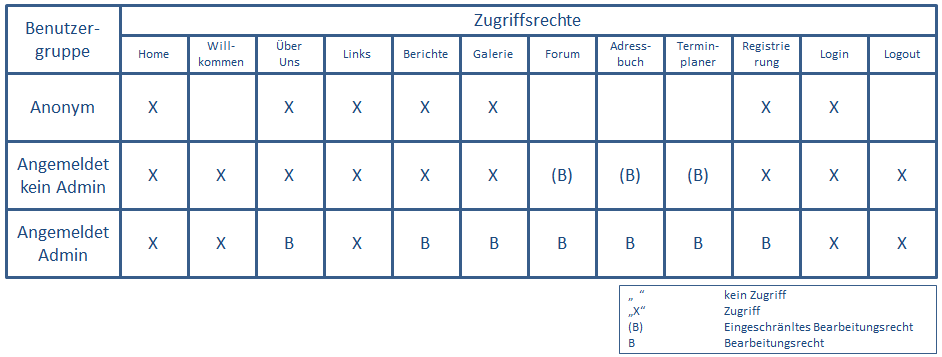 Benutzer-
gruppe
Zugriffsrechte
Home
Will-
kommen
Über
Uns
Links
Berichte
Galerie
Forum
Adress-
buch
Termin-
planer
Registrie
rung
Login
Logout
Anonym X X X X X X X X
Angemeldet
kein Admin
X X X X X X (B) (B) (B) X X X
Angemeldet
Admin
X X B X B B B B B B X X
„ “ kein Zugriff
„X“ Zugriff
(B) Eingeschränltes Bearbeitungsrecht
B Bearbeitungsrecht